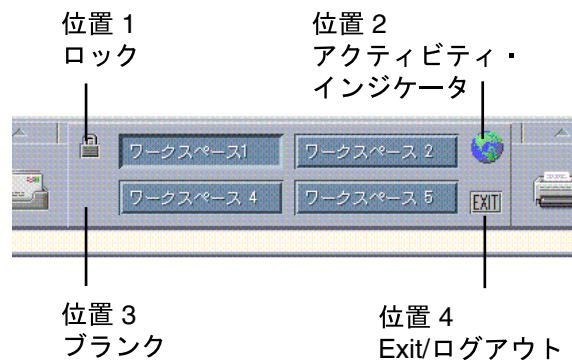 位置 1
ロック
位置 2
アクティビティ・
インジケータ
ワークスペース1
ワークスペース 2
ワークスペース 4
ワークスペース 5
EXIT
位置 3
ブランク
位置 4
Exit/ログアウト